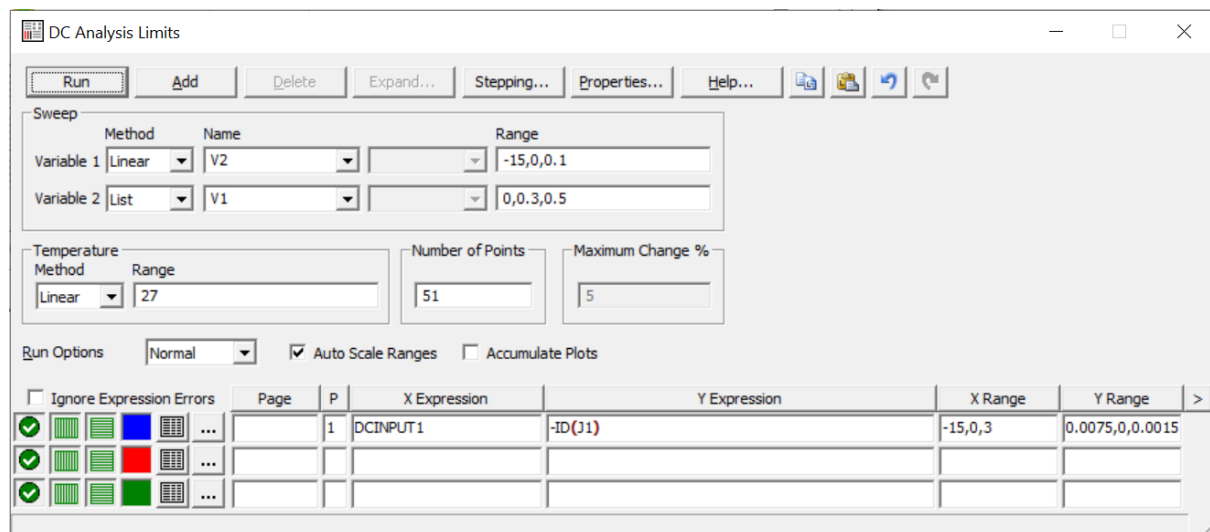 DC Analysis Limits
Run Add Delete Expand... Stepping... Properties... Help...
Sweep
Method Name Range
Variable 1 Linear V2 -15,0,0.1
Variable 2 List V1 0,0.3,0.5
Temperature Number of Points Maximum Change %
Method Range
Linear 27 51 5
Run Options Normal Auto Scale Ranges Accumulate Plots
Ignore Expression Errors Page P X Expression Y Expression X Range Y Range >
... 1 DCINPUT1 -ID(J1) -15,0,3 0.0075,0,0.0015
...
...